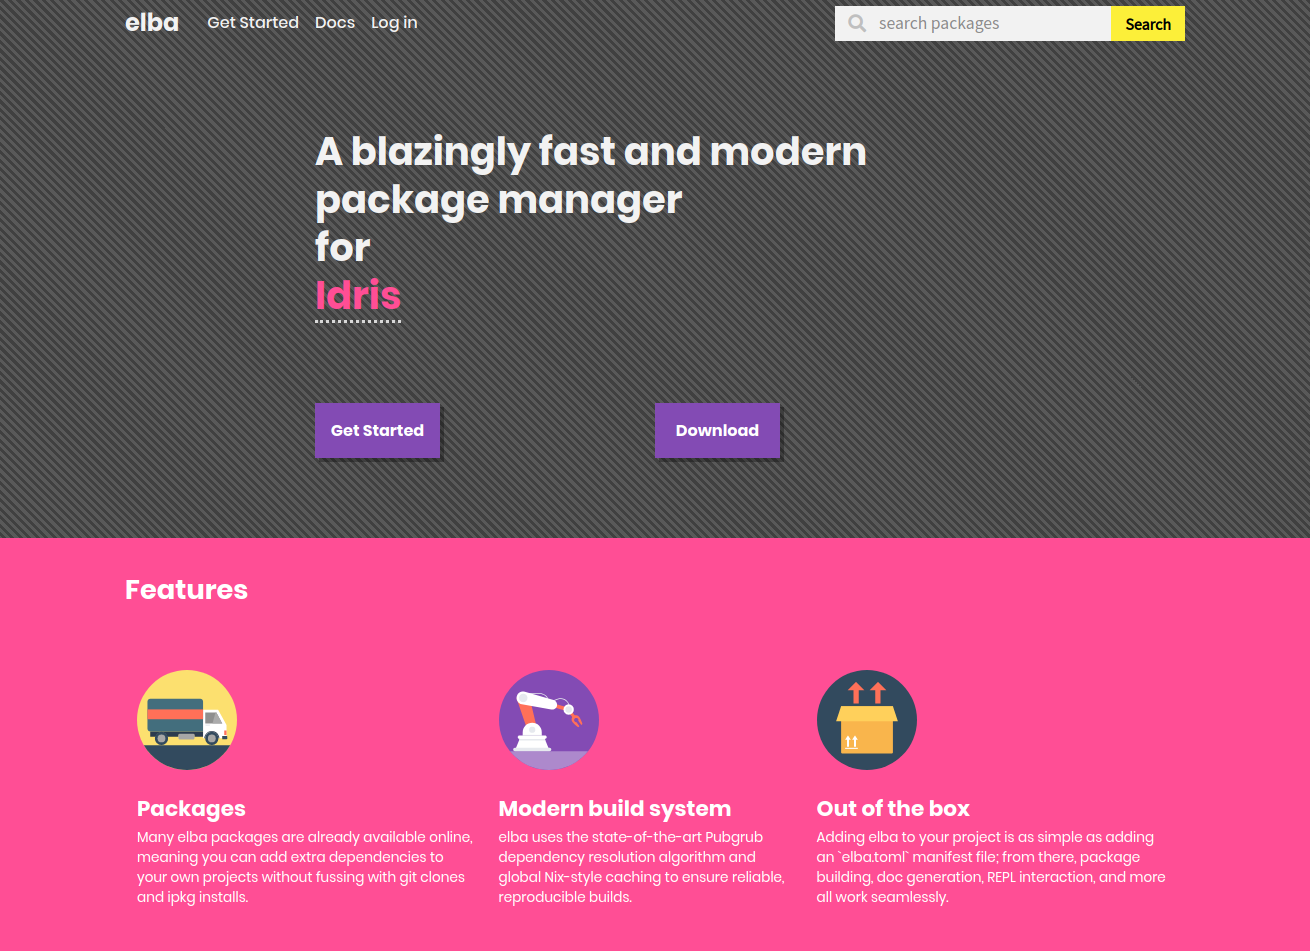 elba Get Started Docs Log in search packages Search
A blazingly fast and modern
package manager
for
Idris
Get Started Download
Features
Packages
Many elba packages are already available online,
meaning you can add extra dependencies to
your own projects without fussing with git clones
and ipkg installs.
Modern build system
elba uses the state-of-the-art Pubgrub
dependency resolution algorithm and
global Nix-style caching to ensure reliable,
reproducible builds.
Out of the box
Adding elba to your project is as simple as adding
an `elba.toml` manifest file; from there, package
building, doc generation, REPL interaction, and more
all work seamlessly.